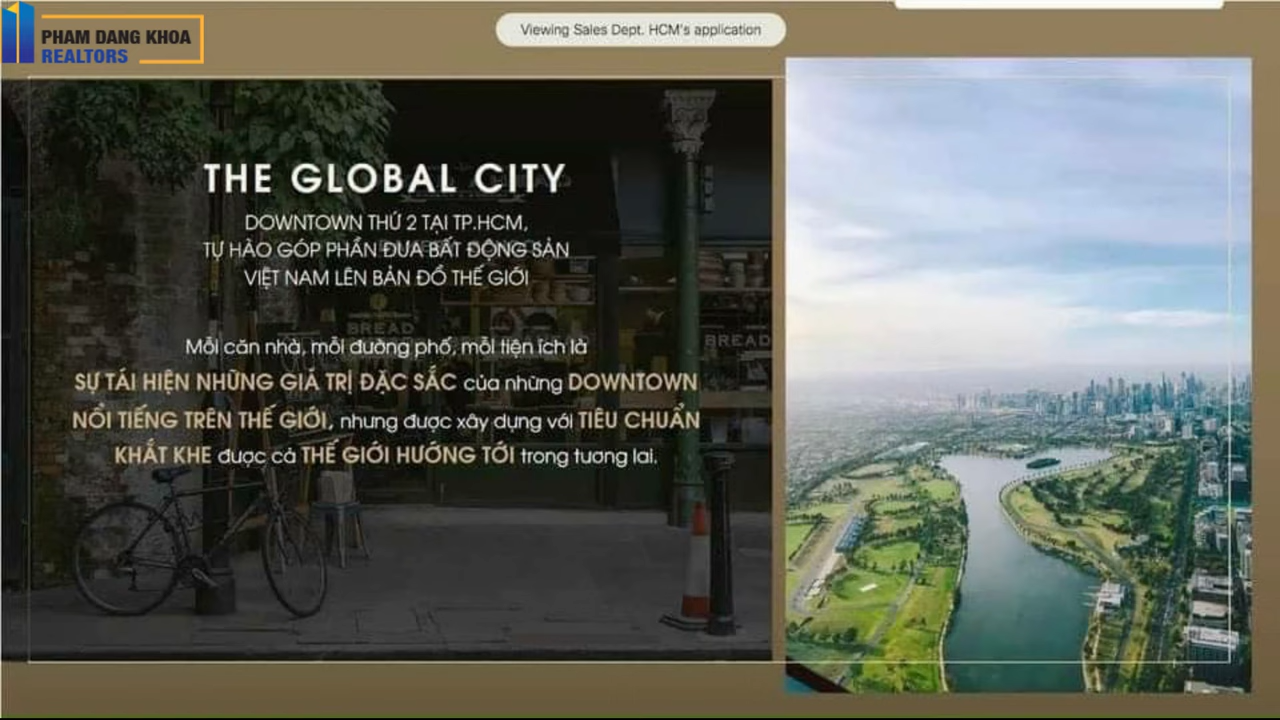 PHAM DANG KHOA
REALTORS
Viewing Sales Dept. HCM's application
THE GLOBAL CITY
DOWNTOWN THỨ 2 TẠI TP.HCM,
TỰ HÀO GÓP PHẦN ĐƯA BẤT ĐỘNG SẢN
VIỆT NAM LÊN BẢN ĐỒ THẾ GIỚI
BREAD
BREAD
Mỗi căn nhà, mỗi đường phố, mỗi tiện ích là
SỰ TÁI HIỆN NHỮNG GIÁ TRỊ ĐẶC SẮC của những DOWNTOWN
NỔI TIẾNG TRÊN THẾ GIỚI, nhưng được xây dựng với TIÊU CHUẨN
KHẮT KHE được cả THẾ GIỚI HƯỚNG TỚI trong tương lai.